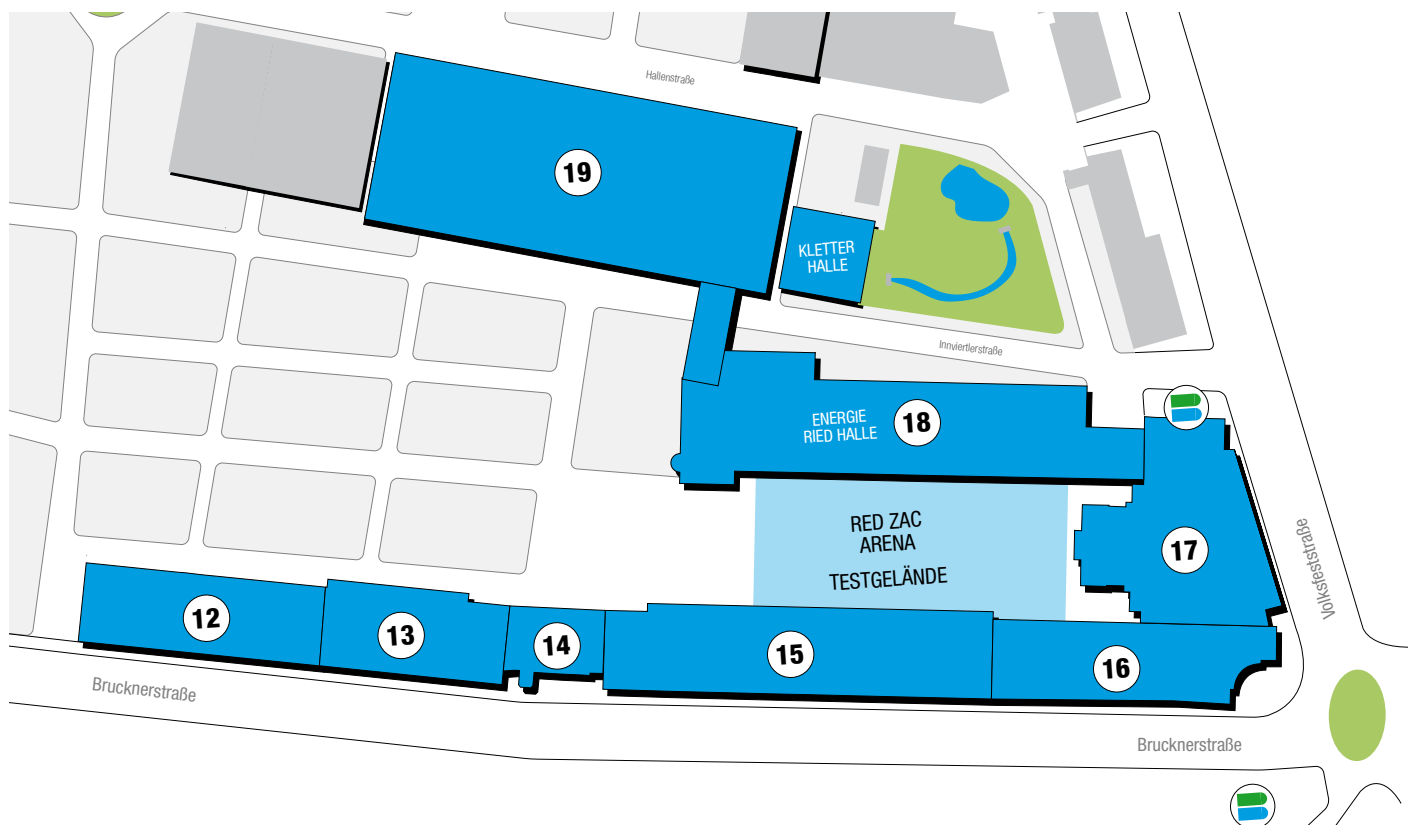 Hallenstraße
19
KLETTER
HALLE
Innviertlerstraße
ENERGIE
RIED HALLE
18
RED ZAC
ARENA
TESTGELÄNDE
17
Volksfeststraße
12
13
14
15
16
Brucknerstraße
Brucknerstraße